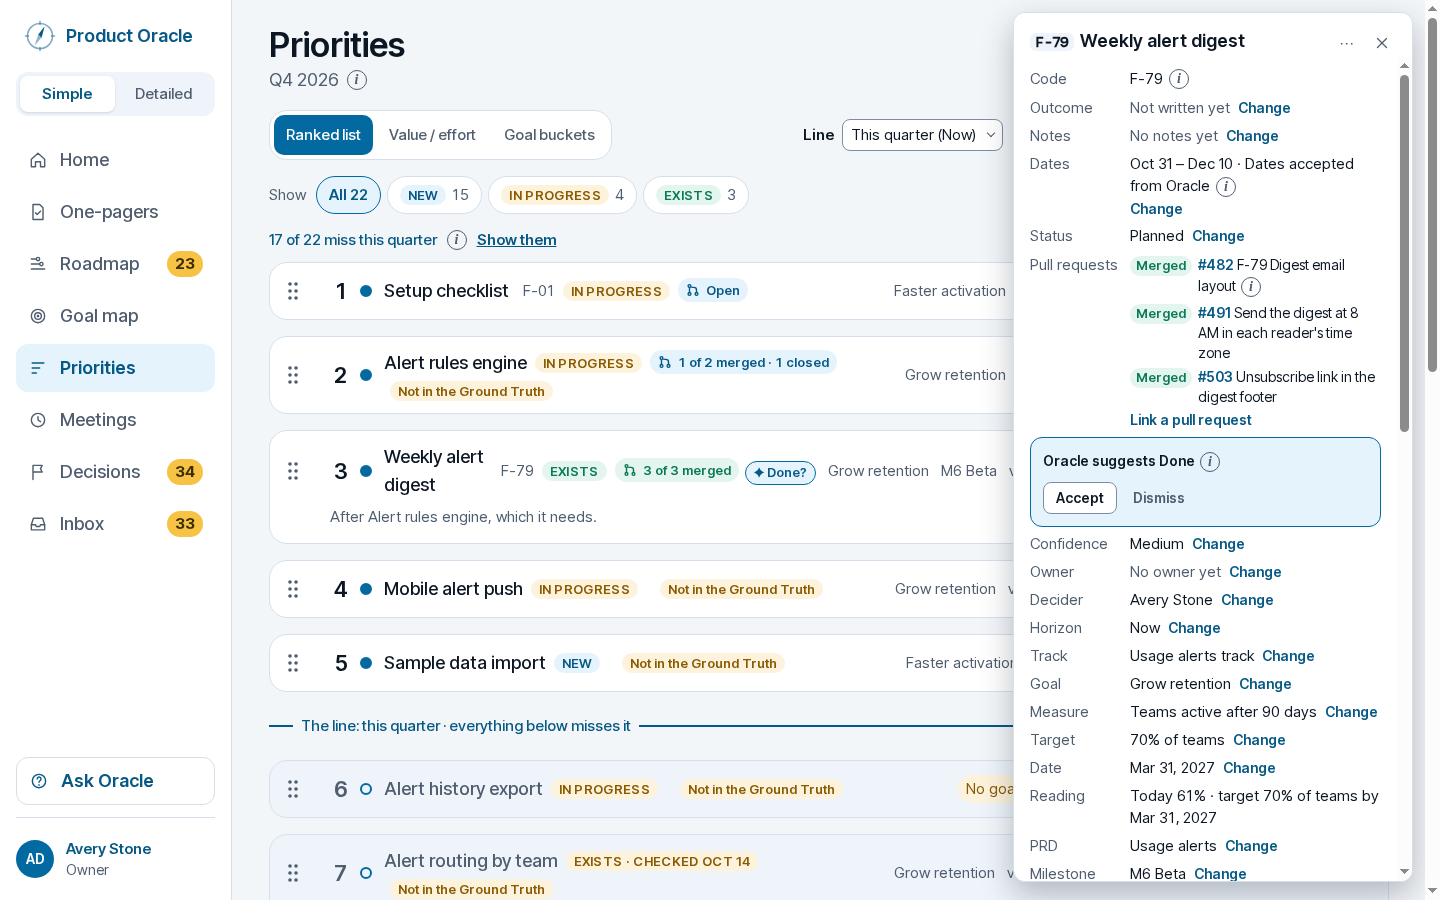 Product Oracle
Simple
Detailed
Home
One-pagers
Roadmap 23
Goal map
Priorities
Meetings
Decisions 34
Inbox 33
Ask Oracle
AD
Avery Stone
Owner
Priorities
Q4 2026 i
Ranked list
Value / effort
Goal buckets
Line This quarter (Now)
Show All 22 NEW 15 IN PROGRESS 4 EXISTS 3
17 of 22 miss this quarter i Show them
1 Setup checklist F-01 IN PROGRESS Open Faster activation
2 Alert rules engine IN PROGRESS 1 of 2 merged · 1 closed Grow retention
Not in the Ground Truth
3 Weekly alert digest F-79 EXISTS 3 of 3 merged Done? Grow retention M6 Beta
After Alert rules engine, which it needs.
4 Mobile alert push IN PROGRESS Not in the Ground Truth Grow retention
5 Sample data import NEW Not in the Ground Truth Faster activation
The line: this quarter · everything below misses it
6 Alert history export IN PROGRESS Not in the Ground Truth No goa
7 Alert routing by team EXISTS · CHECKED OCT 14 Grow retention
Not in the Ground Truth
F-79 Weekly alert digest
Code F-79 i
Outcome Not written yet Change
Notes No notes yet Change
Dates Oct 31 – Dec 10 · Dates accepted
from Oracle i
Change
Status Planned Change
Pull requests Merged #482 F-79 Digest email
layout i
Merged #491 Send the digest at 8
AM in each reader's time
zone
Merged #503 Unsubscribe link in the
digest footer
Link a pull request
Oracle suggests Done i
Accept Dismiss
Confidence Medium Change
Owner No owner yet Change
Decider Avery Stone Change
Horizon Now Change
Track Usage alerts track Change
Goal Grow retention Change
Measure Teams active after 90 days Change
Target 70% of teams Change
Date Mar 31, 2027 Change
Reading Today 61% · target 70% of teams by
Mar 31, 2027
PRD Usage alerts Change
Milestone M6 Beta Change